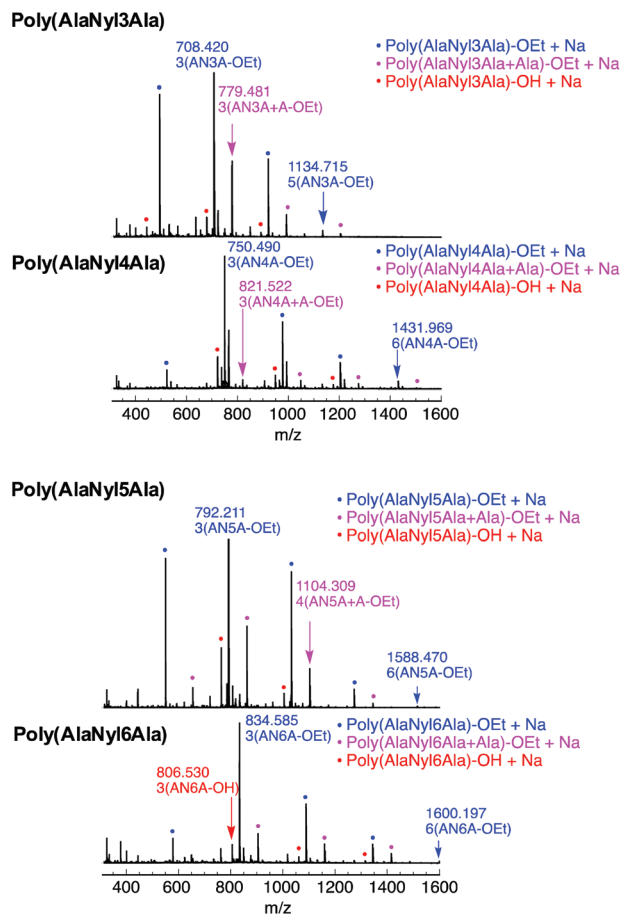 Poly(AlaNyl3Ala)
708.420
3(AN3A-OEt)
• Poly(AlaNyl3Ala)-OEt + Na
• Poly(AlaNyl3Ala+Ala)-OEt + Na
• Poly(AlaNyl3Ala)-OH + Na
779.481
3(AN3A+A-OEt)
1134.715
5(AN3A-OEt)
Poly(AlaNyl4Ala)
750.490
3(AN4A-OEt)
• Poly(AlaNyl4Ala)-OEt + Na
• Poly(AlaNyl4Ala+Ala)-OEt + Na
• Poly(AlaNyl4Ala)-OH + Na
821.522
3(AN4A+A-OEt)
1431.969
6(AN4A-OEt)
400 600 800 1000 1200 1400 1600
m/z
Poly(AlaNyl5Ala)
792.211
3(AN5A-OEt)
• Poly(AlaNyl5Ala)-OEt + Na
• Poly(AlaNyl5Ala+Ala)-OEt + Na
• Poly(AlaNyl5Ala)-OH + Na
1104.309
4(AN5A+A-OEt)
1588.470
6(AN5A-OEt)
Poly(AlaNyl6Ala)
834.585
3(AN6A-OEt)
• Poly(AlaNyl6Ala)-OEt + Na
• Poly(AlaNyl6Ala+Ala)-OEt + Na
• Poly(AlaNyl6Ala)-OH + Na
806.530
3(AN6A-OH)
1600.197
6(AN6A-OEt)
400 600 800 1000 1200 1400 1600
m/z